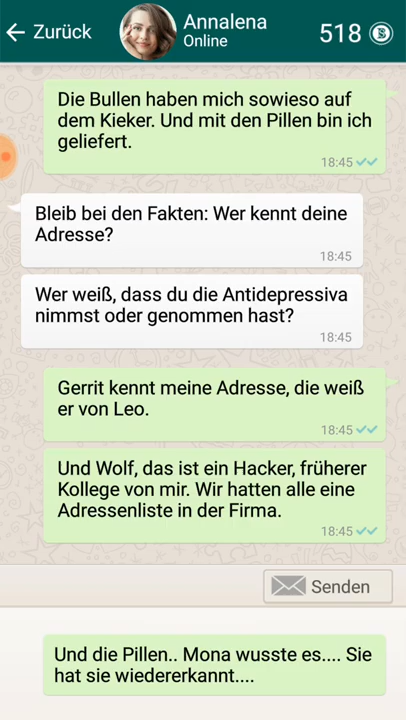 Zurück
Annalena
Online
518
Die Bullen haben mich sowieso auf
dem Kieker. Und mit den Pillen bin ich
geliefert.
18:45
Bleib bei den Fakten: Wer kennt deine
Adresse?
18:45
Wer weiß, dass du die Antidepressiva
nimmst oder genommen hast?
18:45
Gerrit kennt meine Adresse, die weiß
er von Leo.
18:45
Und Wolf, das ist ein Hacker, früherer
Kollege von mir. Wir hatten alle eine
Adressenliste in der Firma.
18:45
Senden
Und die Pillen.. Mona wusste es.... Sie
hat sie wiedererkannt....